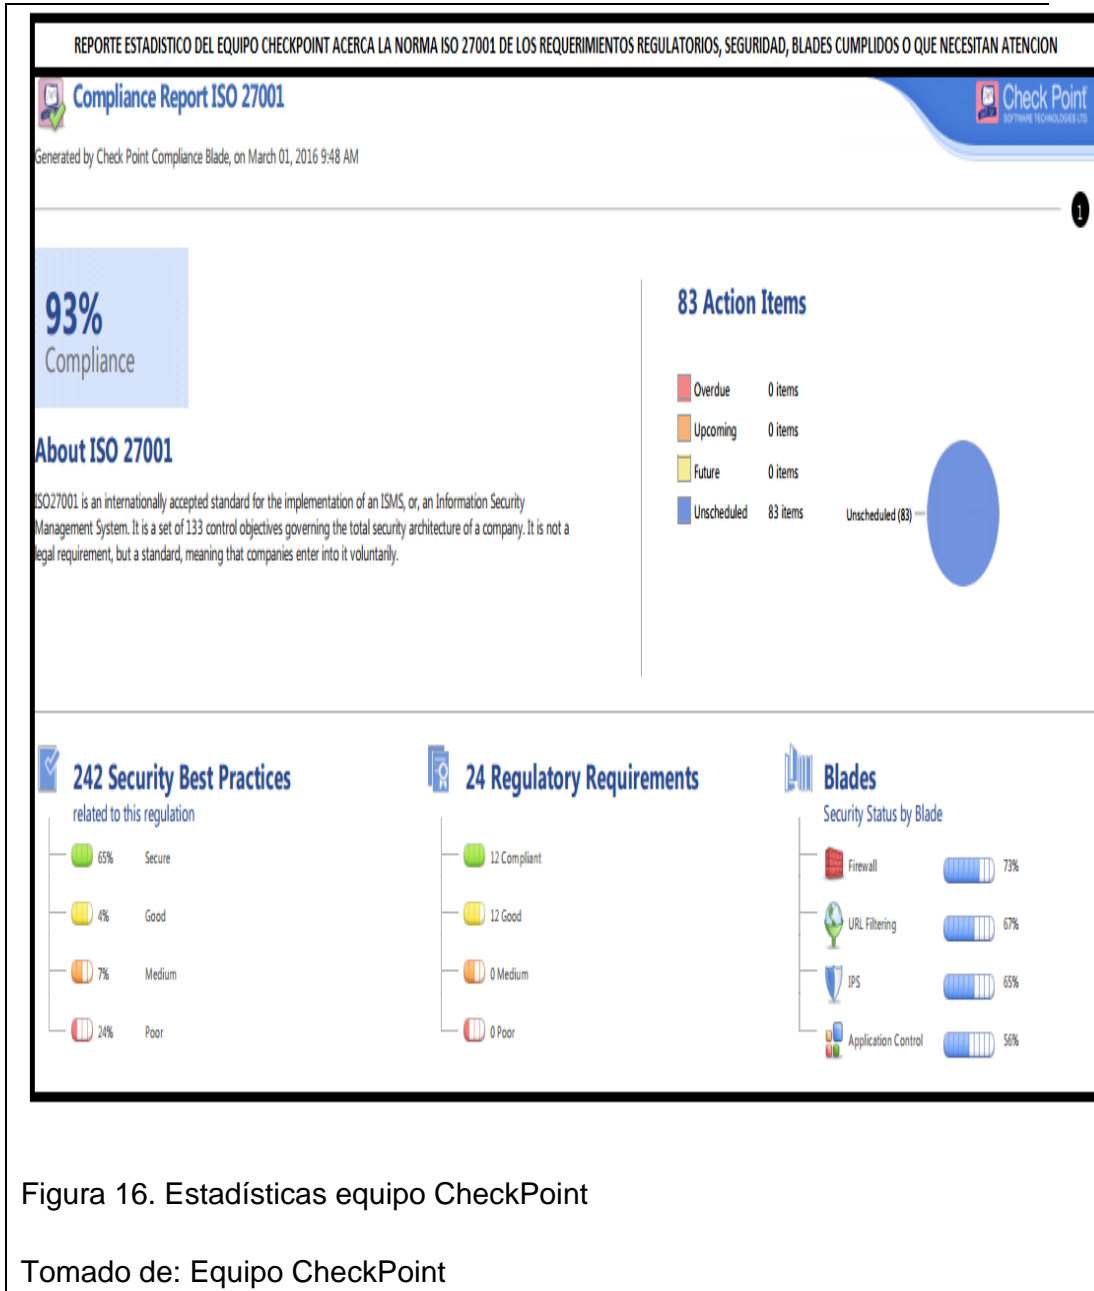 REPORTE ESTADISTICO DEL EQUIPO CHECKPOINT ACERCA LA NORMA ISO 27001 DE LOS REQUERIMIENTOS REGULATORIOS, SEGURIDAD, BLADES CUMPLIDOS O QUE NECESITAN ATENCION
Compliance Report ISO 27001
Check Point
SOFTWARE TECHNOLOGIES LTD.
Generated by Check Point Compliance Blade, on March 01, 2016 9:48 AM
1
93%
Compliance
About ISO 27001
ISO27001 is an internationally accepted standard for the implementation of an ISMS, or, an Information Security
Management System. It is a set of 133 control objectives governing the total security architecture of a company. It is not a
legal requirement, but a standard, meaning that companies enter into it voluntarily.
83 Action Items
Overdue 0 items
Upcoming 0 items
Future 0 items
Unscheduled 83 items
Unscheduled (83)
242 Security Best Practices
related to this regulation
65% Secure
4% Good
7% Medium
24% Poor
24 Regulatory Requirements
12 Compliant
12 Good
0 Medium
0 Poor
Blades
Security Status by Blade
Firewall 73%
URL Filtering 67%
IPS 65%
Application Control 56%
Figura 16. Estadísticas equipo CheckPoint
Tomado de: Equipo CheckPoint